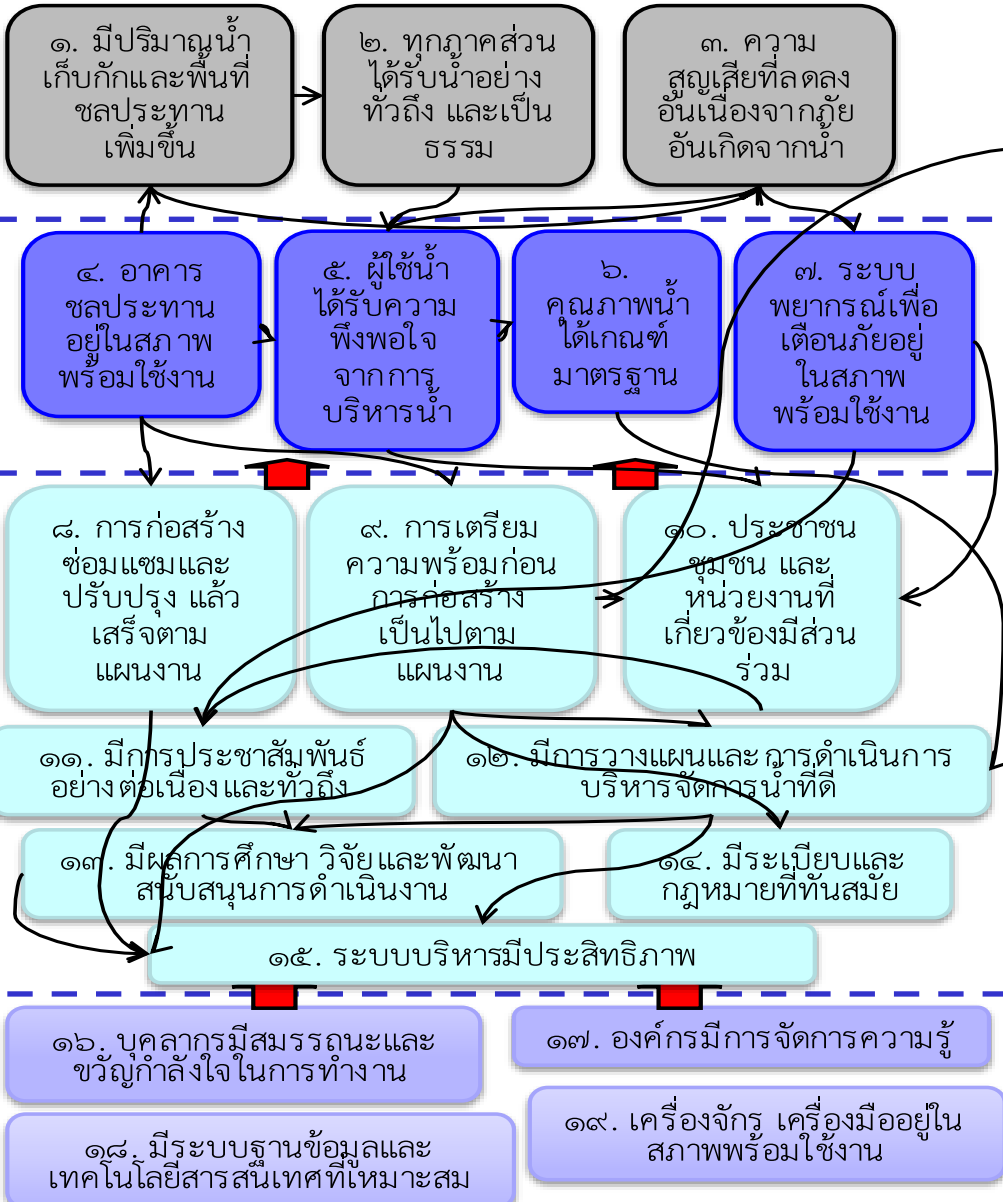 ๑. มีปริมาณน้ำ
เก็บกักและพื้นที่
ชลประทาน
เพิ่มขึ้น
๒. ทุกภาคส่วน
ได้รับน้ำอย่าง
ทั่วถึง และเป็น
ธรรม
๓. ความ
สูญเสียที่ลดลง
อันเนื่องจากภัย
อันเกิดจากน้ำ
๔. อาคาร
ชลประทาน
อยู่ในสภาพ
พร้อมใช้งาน
๕. ผู้ใช้น้ำ
ได้รับความ
พึงพอใจ
จากการ
บริหารน้ำ
๖.
คุณภาพน้ำ
ได้เกณฑ์
มาตรฐาน
๗. ระบบ
พยากรณ์เพื่อ
เตือนภัยอยู่
ในสภาพ
พร้อมใช้งาน
๘. การก่อสร้าง
ซ่อมแซมและ
ปรับปรุง แล้ว
เสร็จตาม
แผนงาน
๙. การเตรียม
ความพร้อมก่อน
การก่อสร้าง
เป็นไปตาม
แผนงาน
๑๐. ประชาชน
ชุมชน และ
หน่วยงานที่
เกี่ยวข้องมีส่วน
ร่วม
๑๑. มีการประชาสัมพันธ์
อย่างต่อเนื่องและทั่วถึง
๑๒. มีการวางแผนและการดำเนินการ
บริหารจัดการน้ำที่ดี
๑๓. มีผลการศึกษา วิจัยและพัฒนา
สนับสนุนการดำเนินงาน
๑๔. มีระเบียบและ
กฎหมายที่ทันสมัย
๑๕. ระบบบริหารมีประสิทธิภาพ
๑๖. บุคลากรมีสมรรถนะและ
ขวัญกำลังใจในการทำงาน
๑๗. องค์กรมีการจัดการความรู้
๑๘. มีระบบฐานข้อมูลและ
เทคโนโลยีสารสนเทศที่เหมาะสม
๑๙. เครื่องจักร เครื่องมืออยู่ใน
สภาพพร้อมใช้งาน